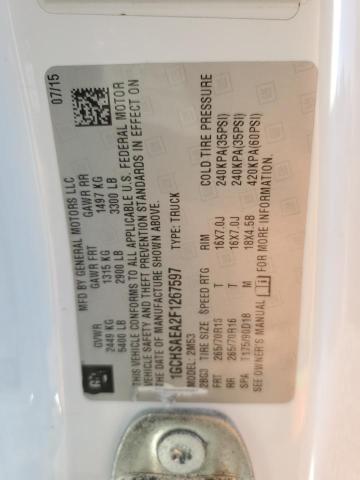 07/15
MFD BY GENERAL MOTORS LLC
GVWR GAWR FRT GAWR RR
2449 KG 1315 KG 1497 KG
5400 LB 2900 LB 3300 LB
THIS VEHICLE CONFORMS TO ALL APPLICABLE U.S. FEDERAL MOTOR
VEHICLE SAFETY AND THEFT PREVENTION STANDARDS IN EFFECT ON
THE DATE OF MANUFACTURE SHOWN ABOVE.
1GCHSAEA2F1267597 TYPE: TRUCK
MODEL: 2M53
TIRE SIZE SPEED RTG RIM COLD TIRE PRESSURE
FRT 265/70R16 T 16X7.0J 240KPA(35PSI)
RR 265/70R16 T 16X7.0J 240KPA(35PSI)
SPA T175/90D18 M 18X4.5B 420KPA(60PSI)
SEE OWNER'S MANUAL FOR MORE INFORMATION